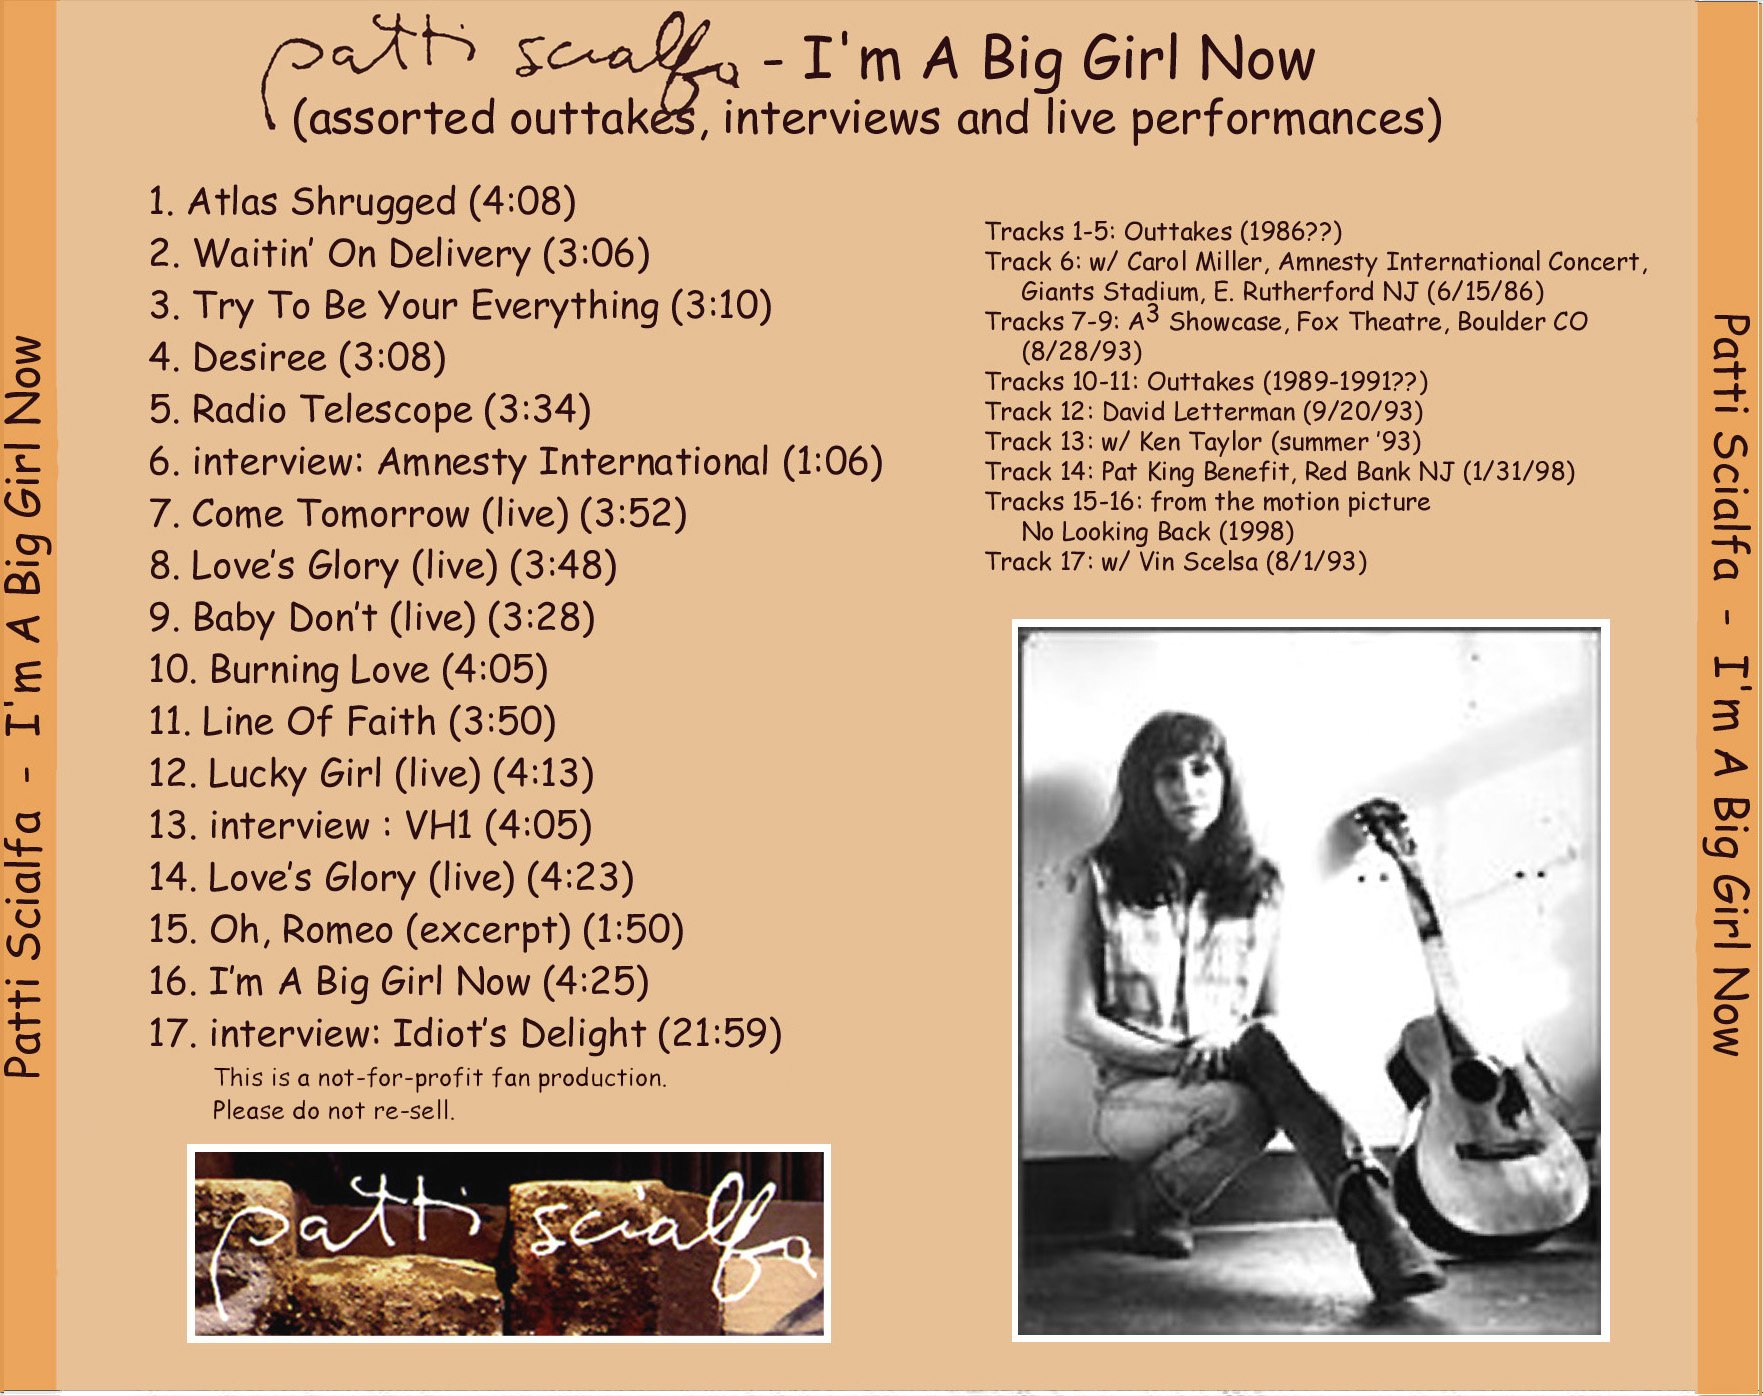 patti scialfa - I'm A Big Girl Now
(assorted outtakes, interviews and live performances)
1. Atlas Shrugged (4:08)
2. Waitin' On Delivery (3:06)
3. Try To Be Your Everything (3:10)
4. Desiree (3:08)
5. Radio Telescope (3:34)
6. interview: Amnesty International (1:06)
7. Come Tomorrow (live) (3:52)
8. Love's Glory (live) (3:48)
9. Baby Don't (live) (3:28)
10. Burning Love (4:05)
11. Line Of Faith (3:50)
12. Lucky Girl (live) (4:13)
13. interview : VH1 (4:05)
14. Love's Glory (live) (4:23)
15. Oh, Romeo (excerpt) (1:50)
16. I'm A Big Girl Now (4:25)
17. interview: Idiot's Delight (21:59)
This is a not-for-profit fan production.
Please do not re-sell.
Tracks 1-5: Outtakes (1986??)
Track 6: w/ Carol Miller, Amnesty International Concert,
Giants Stadium, E. Rutherford NJ (6/15/86)
Tracks 7-9: A³ Showcase, Fox Theatre, Boulder CO
(8/28/93)
Tracks 10-11: Outtakes (1989-1991??)
Track 12: David Letterman (9/20/93)
Track 13: w/ Ken Taylor (summer '93)
Track 14: Pat King Benefit, Red Bank NJ (1/31/98)
Tracks 15-16: from the motion picture
No Looking Back (1998)
Track 17: w/ Vin Scelsa (8/1/93)
patti scialfa
Patti Scialfa - I'm A Big Girl Now
Patti Scialfa - I'm A Big Girl Now